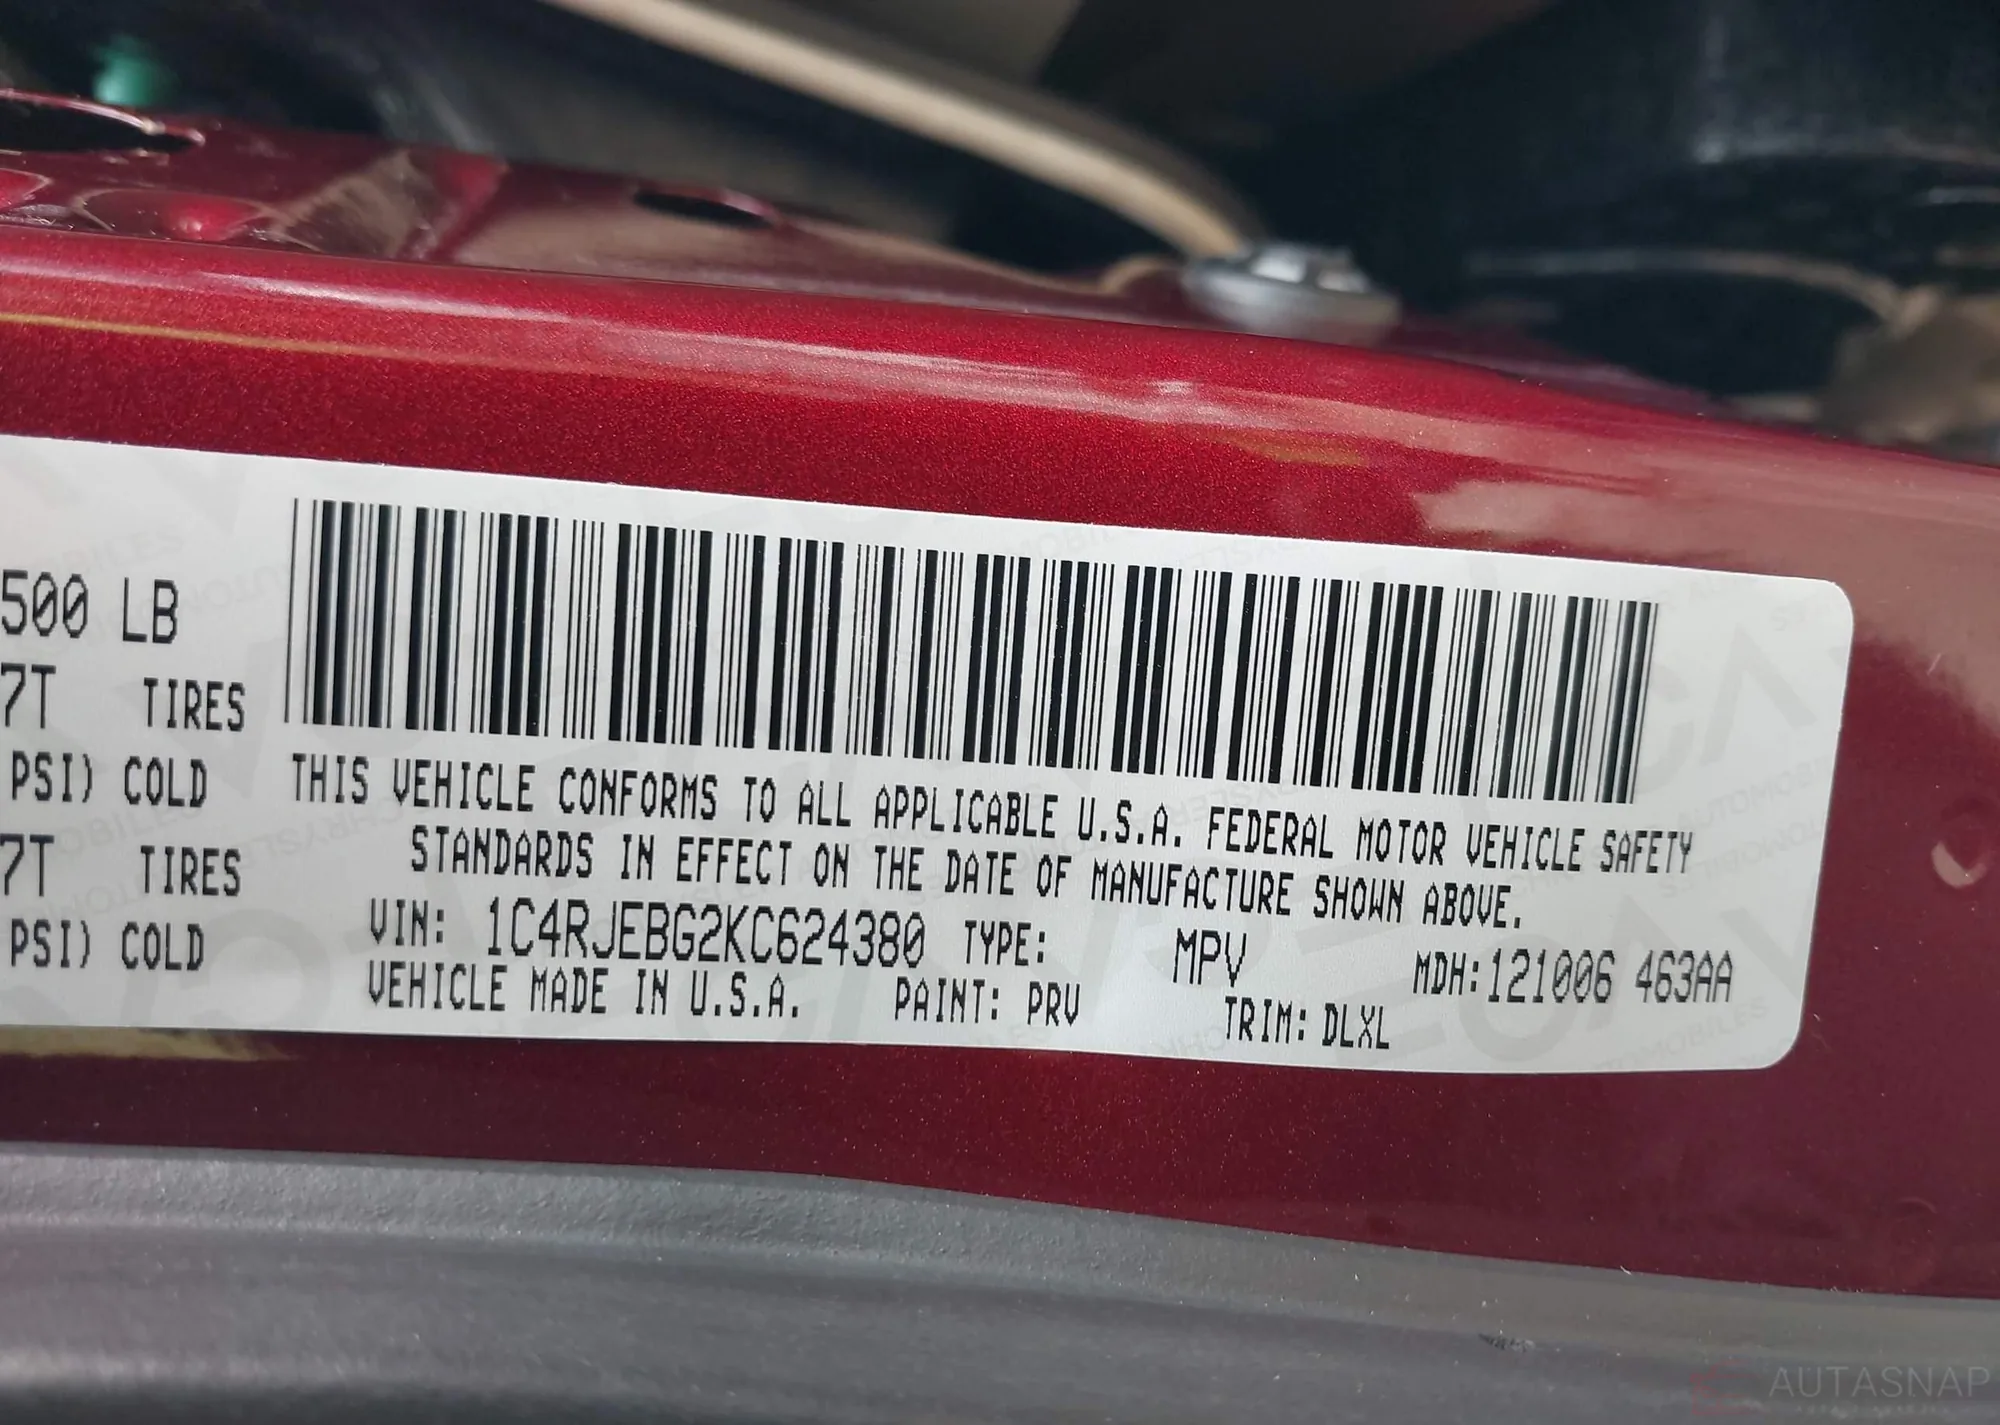 500 LB
7T TIRES
PSI) COLD
7T TIRES
PSI) COLD
THIS VEHICLE CONFORMS TO ALL APPLICABLE U.S.A. FEDERAL MOTOR VEHICLE SAFETY
STANDARDS IN EFFECT ON THE DATE OF MANUFACTURE SHOWN ABOVE.
VIN: 1C4RJEBG2KC624380 TYPE: MPV MDH:121006 463AA
VEHICLE MADE IN U.S.A. PAINT: PRV TRIM: DLXL
AUTASNAP